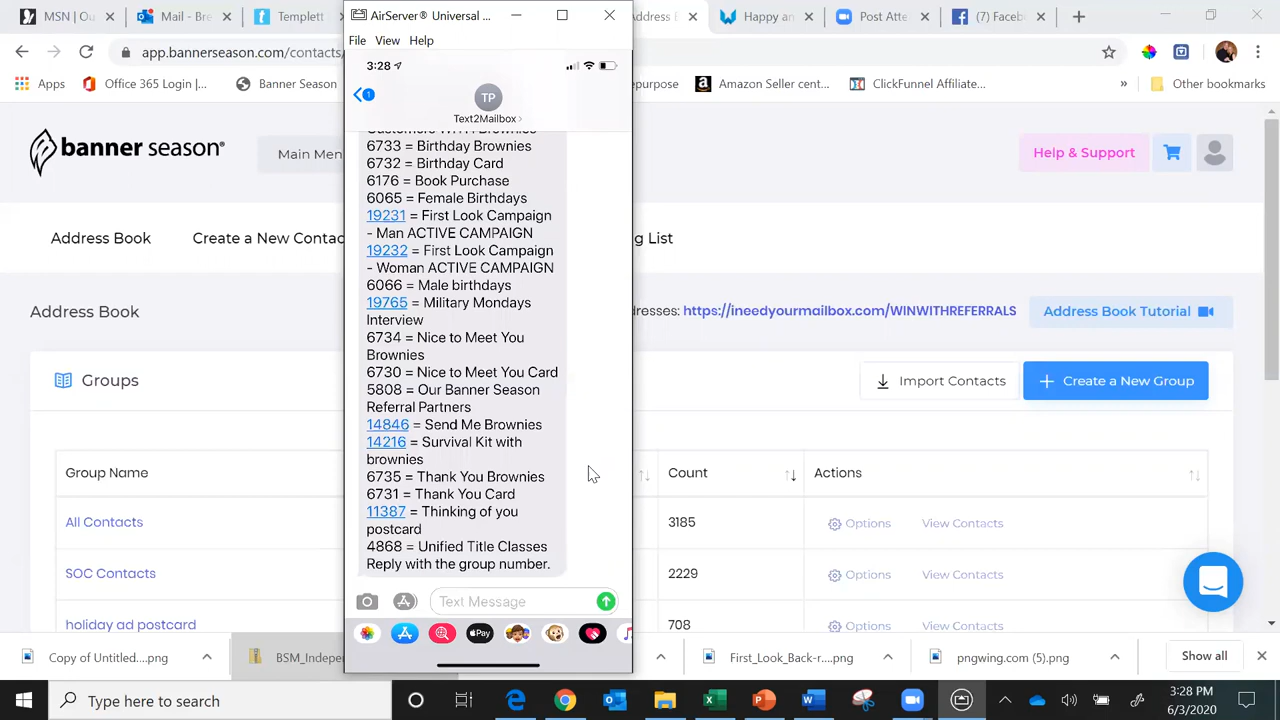 MSN | O
Mail - Bre
Templett
AirServer® Universal ...
Address B
Happy an
Post Atte
(7) Faceb
app.bannerseason.com/contacts/
File View Help
Apps
Office 365 Login |...
Banner Season
purpose
Amazon Seller cent...
ClickFunnel Affiliate...
»
Other bookmarks
3:28
1
TP
Text2Mailbox
banner season
Main Men
Help & Support
Address Book
Create a New Contac
g List
Customers WITH Brownies
6733 = Birthday Brownies
6732 = Birthday Card
6176 = Book Purchase
6065 = Female Birthdays
19231 = First Look Campaign
- Man ACTIVE CAMPAIGN
19232 = First Look Campaign
- Woman ACTIVE CAMPAIGN
6066 = Male birthdays
19765 = Military Mondays
Interview
6734 = Nice to Meet You
Brownies
6730 = Nice to Meet You Card
5808 = Our Banner Season
Referral Partners
14846 = Send Me Brownies
14216 = Survival Kit with
brownies
6735 = Thank You Brownies
6731 = Thank You Card
11387 = Thinking of you
postcard
4868 = Unified Title Classes
Reply with the group number.
Text Message
Pay
Address Book
dresses: https://ineedyourmailbox.com/WINWITHREFERRALS
Address Book Tutorial
Groups
Import Contacts
+ Create a New Group
Group Name
Count
Actions
All Contacts
3185
Options
View Contacts
SOC Contacts
2229
Options
View Contacts
holiday ad postcard
708
Options
View Contacts
Copy of Untitled....png
BSM_Indepen
First_Look_Back-r....png
pngwing.com (5).png
Show all
Type here to search
3:28 PM
6/3/2020